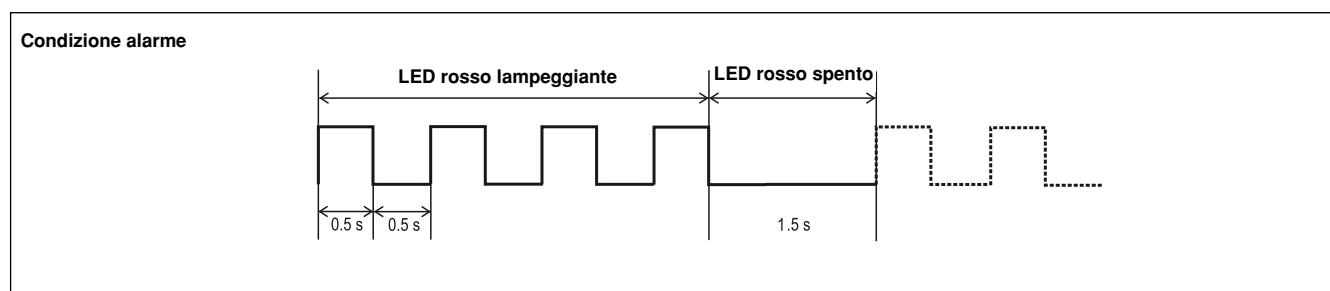 Condizione alarme
LED rosso lampeggiante
LED rosso spento
0.5 s
0.5 s
1.5 s